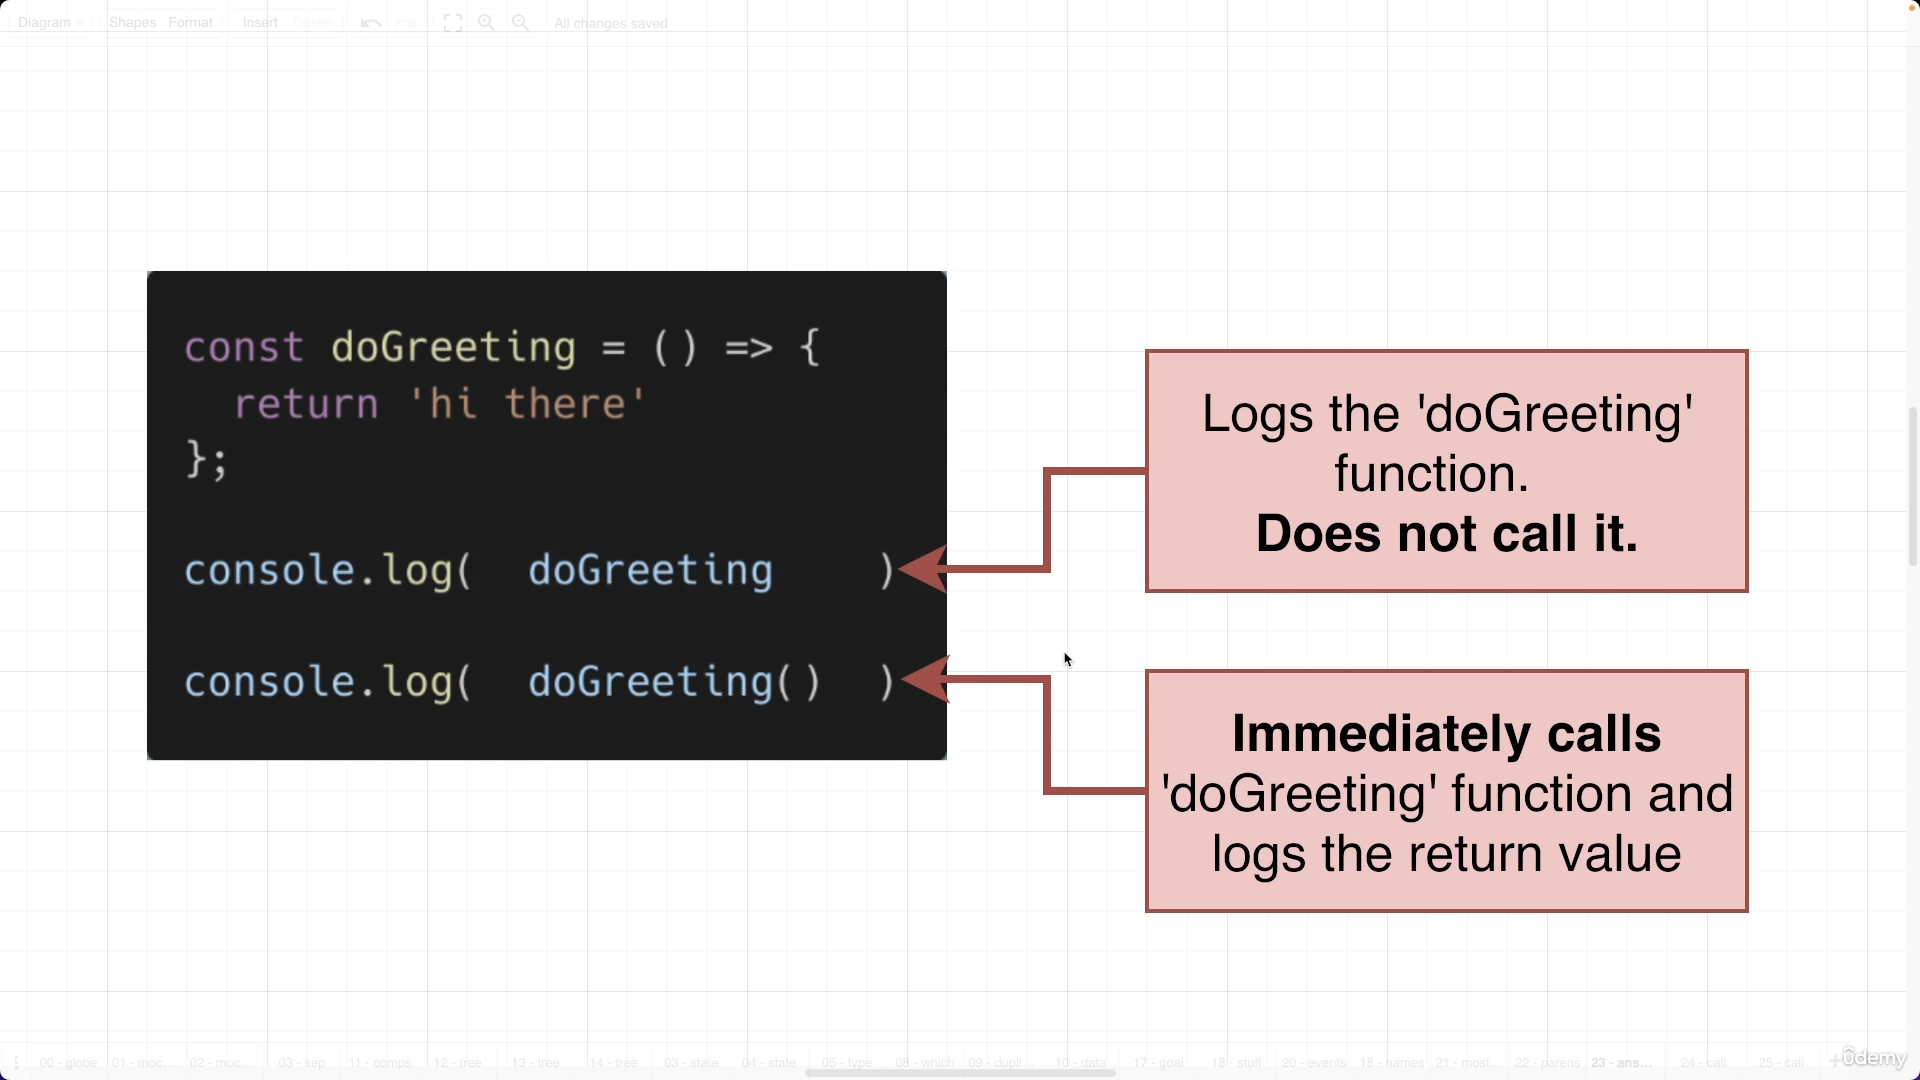 Diagram Shapes Format Insert Delete All changes saved
const doGreeting = () => {
return 'hi there'
};
console.log( doGreeting )
console.log( doGreeting() )
Logs the 'doGreeting'
function.
Does not call it.
Immediately calls
'doGreeting' function and
logs the return value
00 - globe 01 - moc... 02 - moc... 03 - sep 11 - comps 12 - tree 13 - tree 14 - tree 03 - state 04 - state 05 - type 08 - which 09 - dupli... 10 - data 17 - goal 16 - stuff 20 - events 18 - names 21 - most... 22 - parens 23 - ans... 24 - call 25 - call
ûdemy